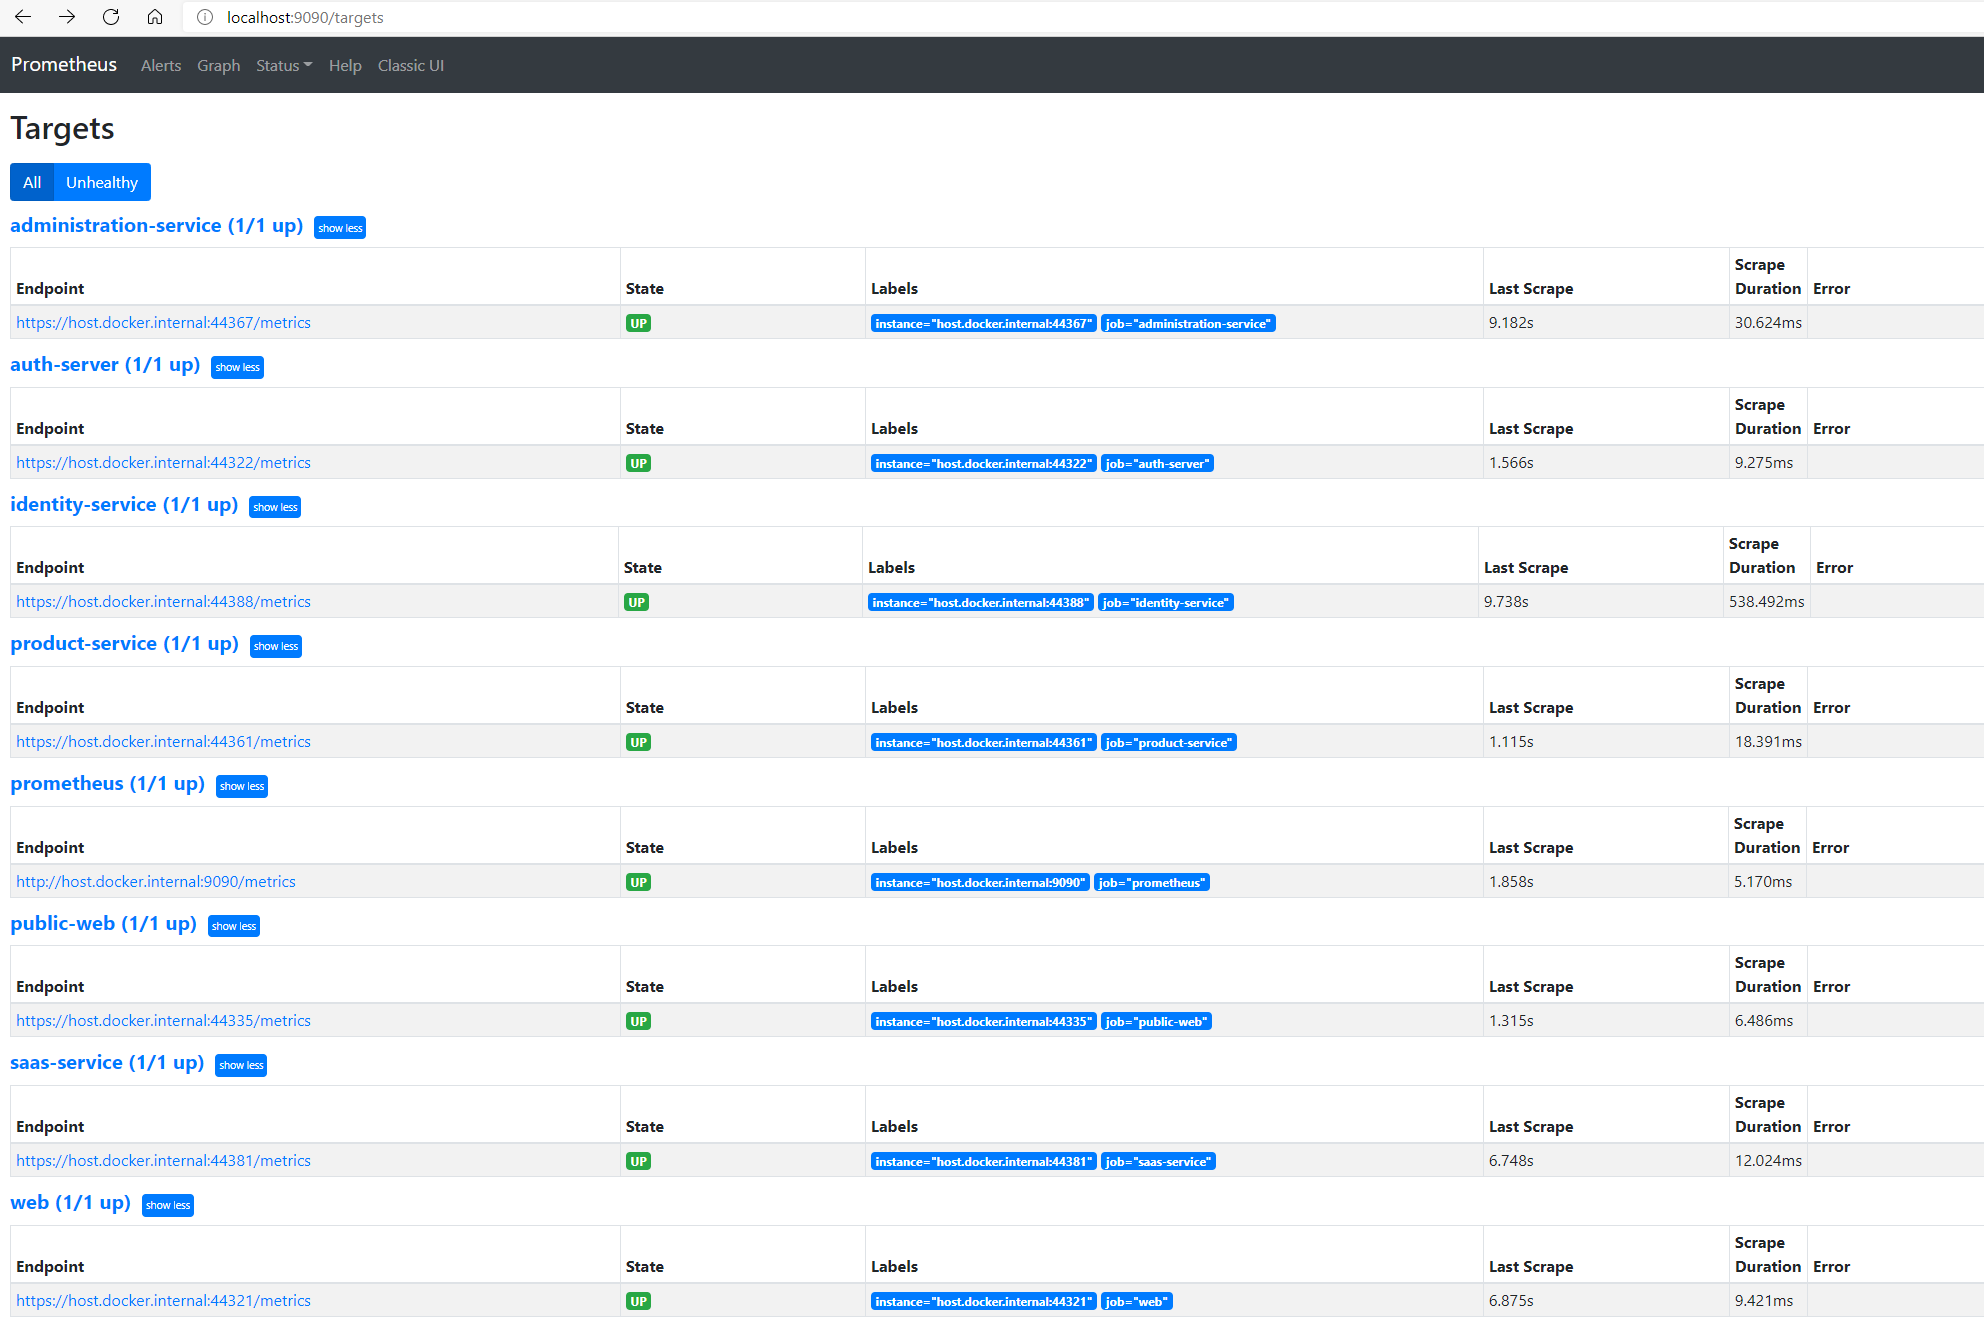 localhost:9090/targets
Prometheus Alerts Graph Status Help Classic UI
Targets
All Unhealthy
administration-service (1/1 up) show less
Endpoint State Labels Last Scrape Scrape Duration Error
https://host.docker.internal:44367/metrics UP instance="host.docker.internal:44367" job="administration-service" 9.182s 30.624ms
auth-server (1/1 up) show less
Endpoint State Labels Last Scrape Scrape Duration Error
https://host.docker.internal:44322/metrics UP instance="host.docker.internal:44322" job="auth-server" 1.566s 9.275ms
identity-service (1/1 up) show less
Endpoint State Labels Last Scrape Scrape Duration Error
https://host.docker.internal:44388/metrics UP instance="host.docker.internal:44388" job="identity-service" 9.738s 538.492ms
product-service (1/1 up) show less
Endpoint State Labels Last Scrape Scrape Duration Error
https://host.docker.internal:44361/metrics UP instance="host.docker.internal:44361" job="product-service" 1.115s 18.391ms
prometheus (1/1 up) show less
Endpoint State Labels Last Scrape Scrape Duration Error
http://host.docker.internal:9090/metrics UP instance="host.docker.internal:9090" job="prometheus" 1.858s 5.170ms
public-web (1/1 up) show less
Endpoint State Labels Last Scrape Scrape Duration Error
https://host.docker.internal:44335/metrics UP instance="host.docker.internal:44335" job="public-web" 1.315s 6.486ms
saas-service (1/1 up) show less
Endpoint State Labels Last Scrape Scrape Duration Error
https://host.docker.internal:44381/metrics UP instance="host.docker.internal:44381" job="saas-service" 6.748s 12.024ms
web (1/1 up) show less
Endpoint State Labels Last Scrape Scrape Duration Error
https://host.docker.internal:44321/metrics UP instance="host.docker.internal:44321" job="web" 6.875s 9.421ms